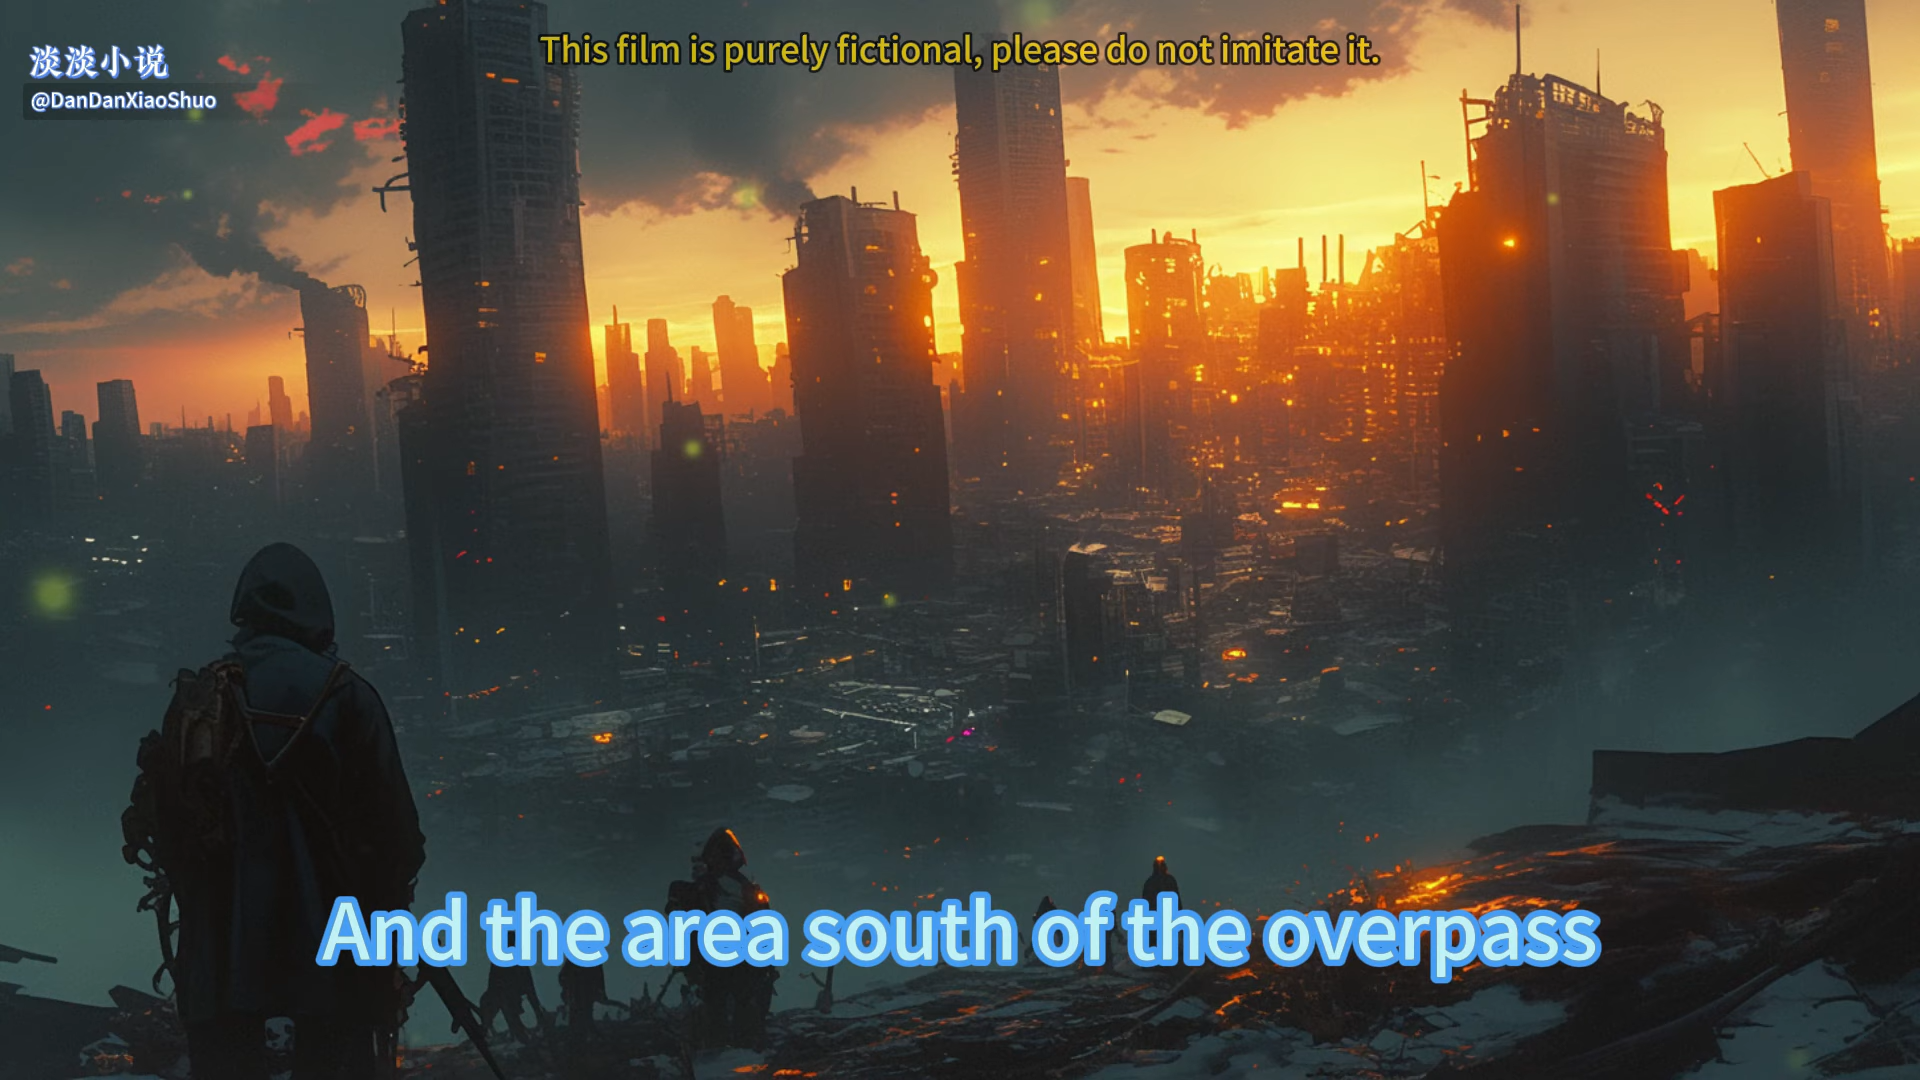 This film is purely fictional, please do not imitate it.
淡淡小说
@DanDanXiaoShuo
And the area south of the overpass